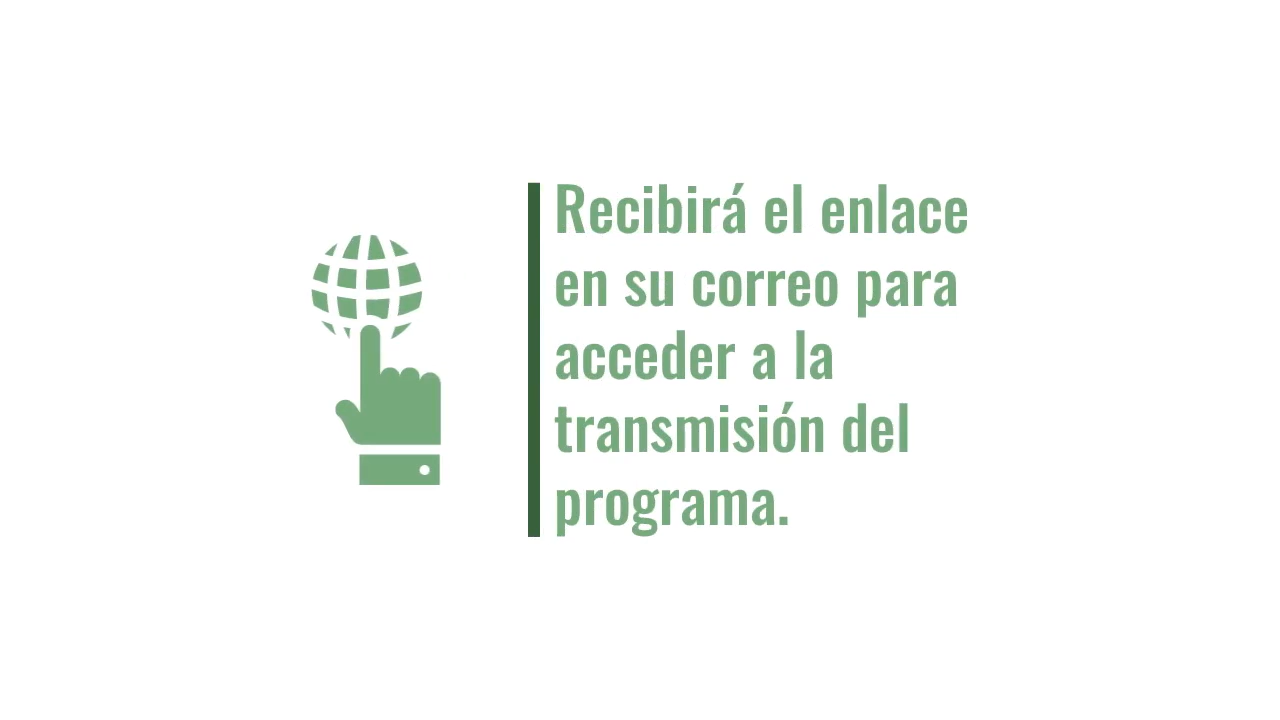 Recibirá el enlace
en su correo para
acceder a la
transmisión del
programa.